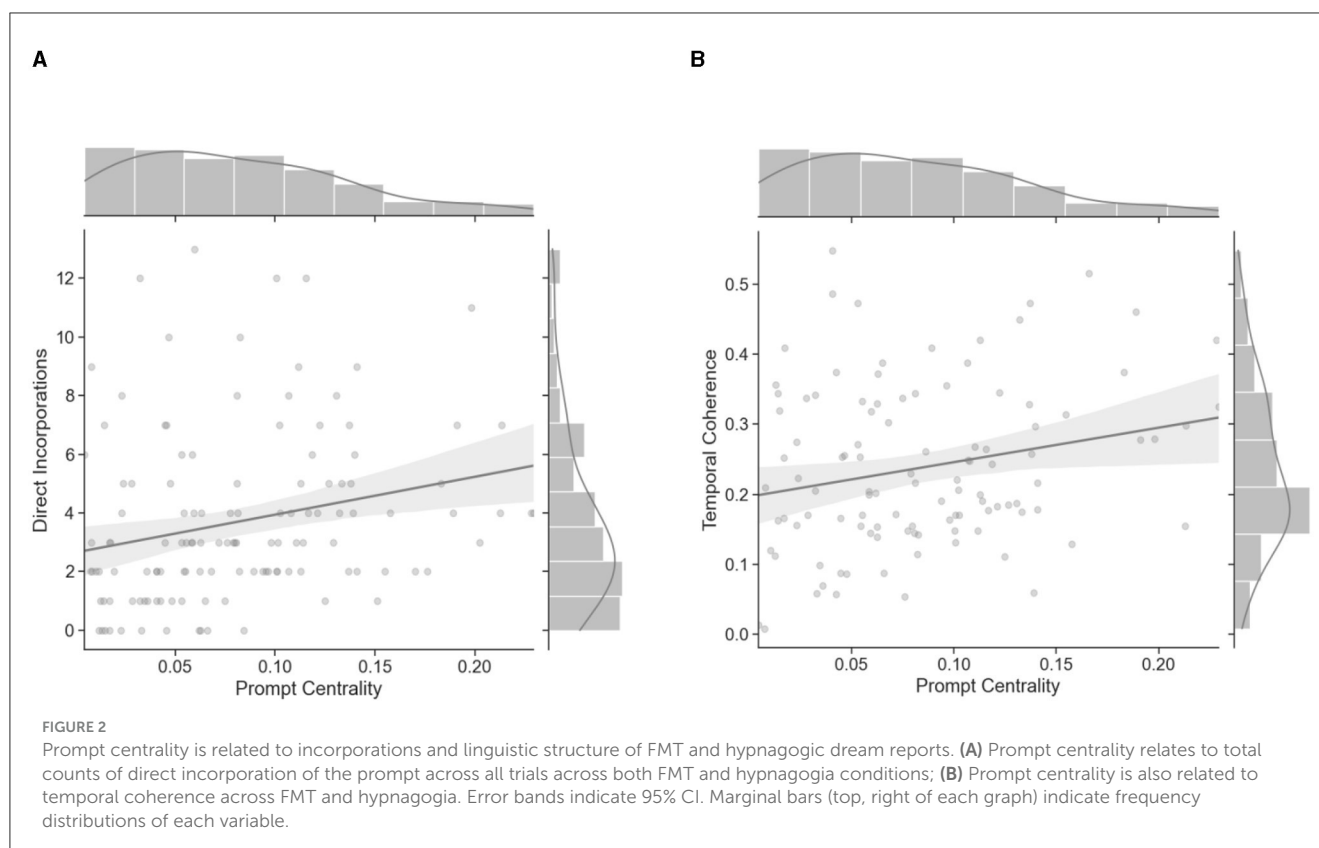 A
B
12
10
8
6
4
2
0
Direct Incorporations
0.05 0.10 0.15 0.20
Prompt Centrality
0.5
0.4
0.3
0.2
0.1
0.0
Temporal Coherence
0.05 0.10 0.15 0.20
Prompt Centrality
FIGURE 2
Prompt centrality is related to incorporations and linguistic structure of FMT and hypnagogic dream reports. (A) Prompt centrality relates to total
counts of direct incorporation of the prompt across all trials across both FMT and hypnagogia conditions; (B) Prompt centrality is also related to
temporal coherence across FMT and hypnagogia. Error bands indicate 95% CI. Marginal bars (top, right of each graph) indicate frequency
distributions of each variable.